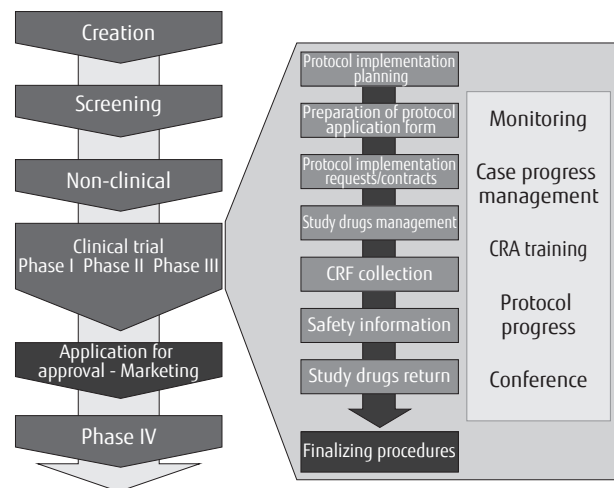 Creation
Screening
Non-clinical
Clinical trial
Phase I Phase II Phase III
Application for
approval - Marketing
Phase IV
Protocol implementation
planning
Preparation of protocol
application form
Protocol implementation
requests/contracts
Study drugs management
CRF collection
Safety information
Study drugs return
Finalizing procedures
Monitoring
Case progress
management
CRA training
Protocol
progress
Conference